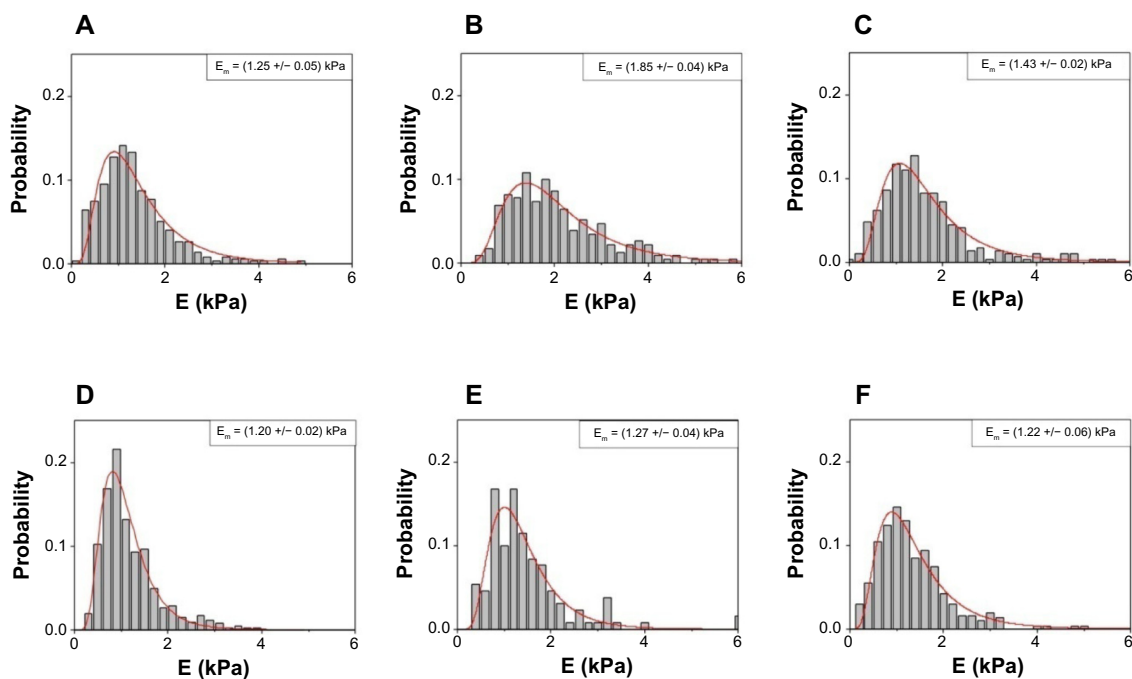 A
E_m = (1.25 +/− 0.05) kPa
Probability
0.2
0.1
0.0
0
2
4
6
E (kPa)
B
E_m = (1.85 +/− 0.04) kPa
Probability
0.2
0.1
0.0
0
2
4
6
E (kPa)
C
E_m = (1.43 +/− 0.02) kPa
Probability
0.2
0.1
0.0
0
2
4
6
E (kPa)
D
E_m = (1.20 +/− 0.02) kPa
Probability
0.2
0.1
0.0
0
2
4
6
E (kPa)
E
E_m = (1.27 +/− 0.04) kPa
Probability
0.2
0.1
0.0
0
2
4
6
E (kPa)
F
E_m = (1.22 +/− 0.06) kPa
Probability
0.2
0.1
0.0
0
2
4
6
E (kPa)